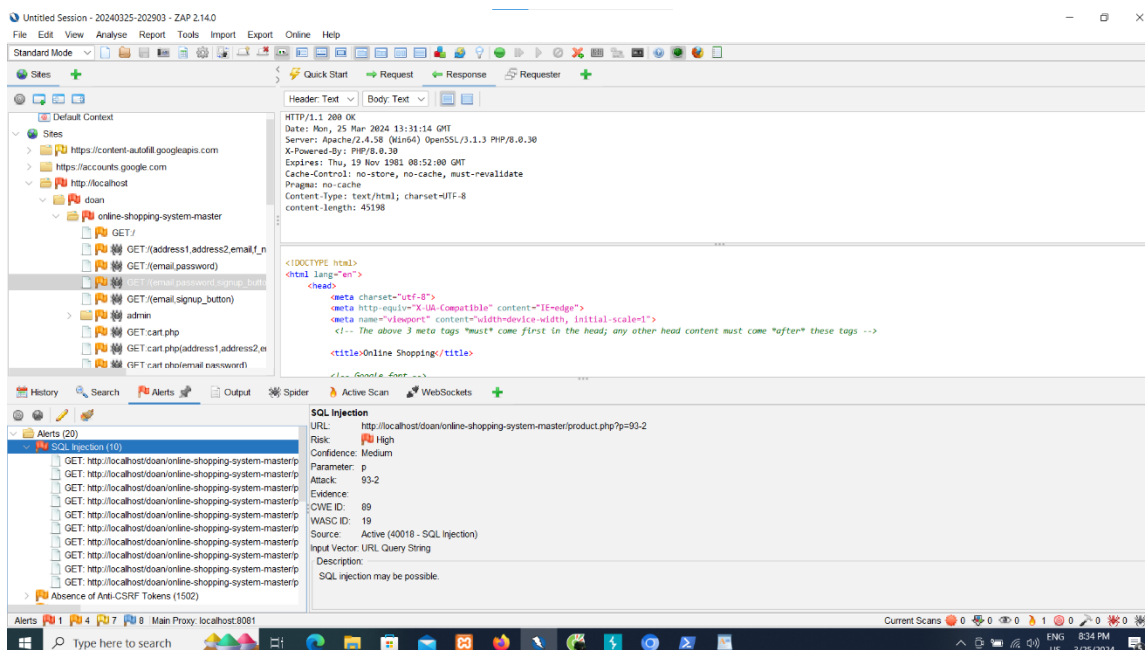 Untitled Session - 20240325-202903 - ZAP 2.14.0
File Edit View Analyse Report Tools Import Export Online Help
Standard Mode
Sites
Quick Start Request Response Requester
Header: Text Body: Text
Default Context
Sites
https://content-autofill.googleapis.com
https://accounts.google.com
http://localhost
doan
online-shopping-system-master
GET:/
GET:/(address1,address2,email,f_n
GET:/(email,password)
GET:/(email,password,signup_butto
GET:/(email,signup_button)
admin
GET:cart.php
GET:cart.php(address1,address2,e
GET:cart.php(email,password)
HTTP/1.1 200 OK
Date: Mon, 25 Mar 2024 13:31:14 GMT
Server: Apache/2.4.58 (Win64) OpenSSL/3.1.3 PHP/8.0.30
X-Powered-By: PHP/8.0.30
Expires: Thu, 19 Nov 1981 08:52:00 GMT
Cache-Control: no-store, no-cache, must-revalidate
Pragma: no-cache
Content-Type: text/html; charset=UTF-8
content-length: 45198
<!DOCTYPE html>
<html lang="en">
<head>
<meta charset="utf-8">
<meta http-equiv="X-UA-Compatible" content="IE=edge">
<meta name="viewport" content="width=device-width, initial-scale=1">
<!-- The above 3 meta tags *must* come first in the head; any other head content must come *after* these tags -->
<title>Online Shopping</title>
<!-- Google font -->
History Search Alerts Output Spider Active Scan WebSockets
Alerts (20)
SQL Injection (10)
GET: http://localhost/doan/online-shopping-system-master/p
GET: http://localhost/doan/online-shopping-system-master/p
GET: http://localhost/doan/online-shopping-system-master/p
GET: http://localhost/doan/online-shopping-system-master/p
GET: http://localhost/doan/online-shopping-system-master/p
GET: http://localhost/doan/online-shopping-system-master/p
GET: http://localhost/doan/online-shopping-system-master/p
GET: http://localhost/doan/online-shopping-system-master/p
GET: http://localhost/doan/online-shopping-system-master/p
GET: http://localhost/doan/online-shopping-system-master/p
Absence of Anti-CSRF Tokens (1502)
SQL Injection
URL: http://localhost/doan/online-shopping-system-master/product.php?p=93-2
Risk: High
Confidence: Medium
Parameter: p
Attack: 93-2
Evidence:
CWE ID: 89
WASC ID: 19
Source: Active (40018 - SQL Injection)
Input Vector: URL Query String
Description:
SQL injection may be possible.
Alerts 1 4 7 8 Main Proxy: localhost:8081
Current Scans 0 0 0 1 0 0 0
Type here to search
ENG 8:34 PM
US 3/25/2024